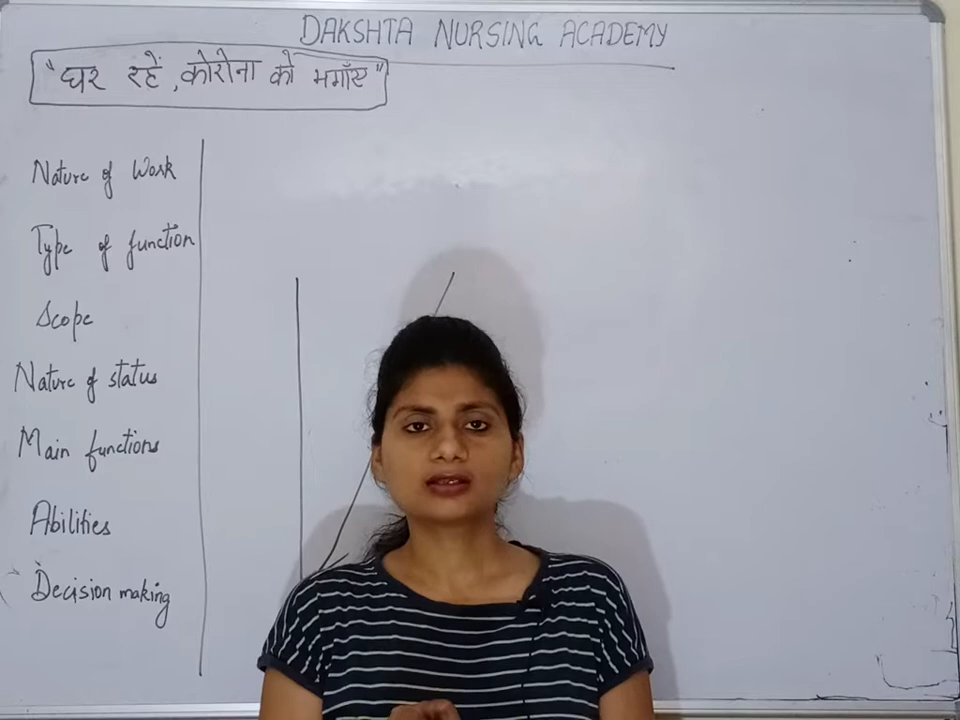 DAKSHTA NURSING ACADEMY
"घर रहें, कोरोना को भगाँए"
Nature of Work
Type of function
Scope
Nature of status
Main functions
Abilities
Decision making